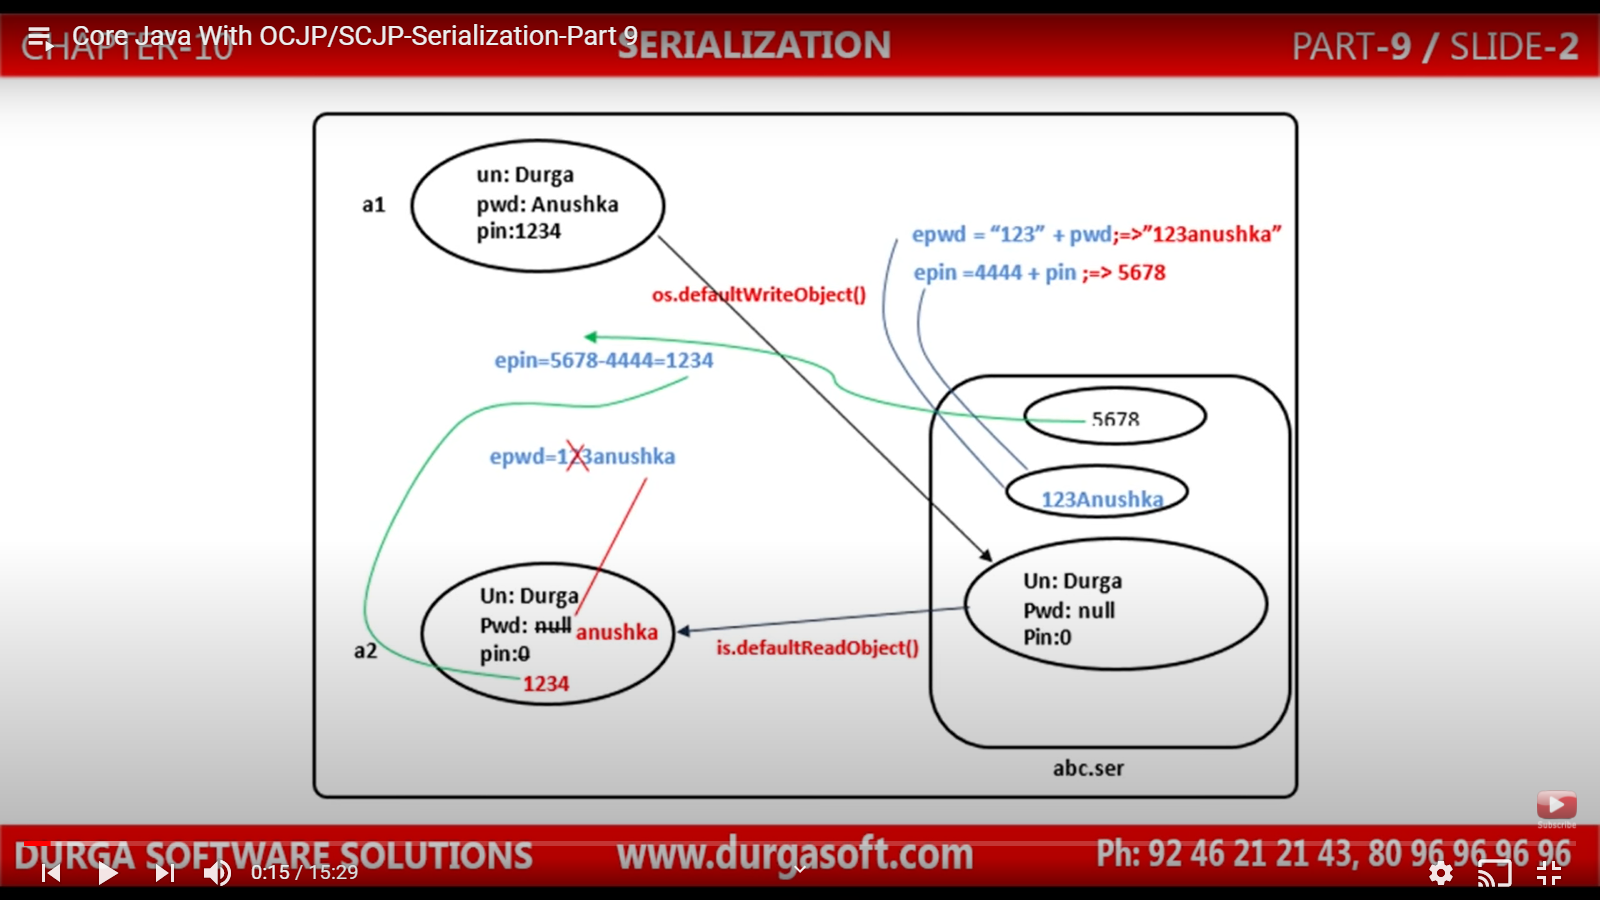 Core Java With OCJP/SCJP-Serialization-Part 9
CHAPTER-10
SERIALIZATION
PART-9 / SLIDE-2
a1
un: Durga
pwd: Anushka
pin:1234
epwd = “123” + pwd;=>”123anushka”
epin =4444 + pin ;=> 5678
os.defaultWriteObject()
epin=5678-4444=1234
5678
epwd=123anushka
123Anushka
a2
Un: Durga
Pwd: null anushka
pin:0
1234
is.defaultReadObject()
Un: Durga
Pwd: null
Pin:0
abc.ser
Subscribe
DURGA SOFTWARE SOLUTIONS
www.durgasoft.com
Ph: 92 46 21 21 43, 80 96 96 96 96
0:15 / 15:29